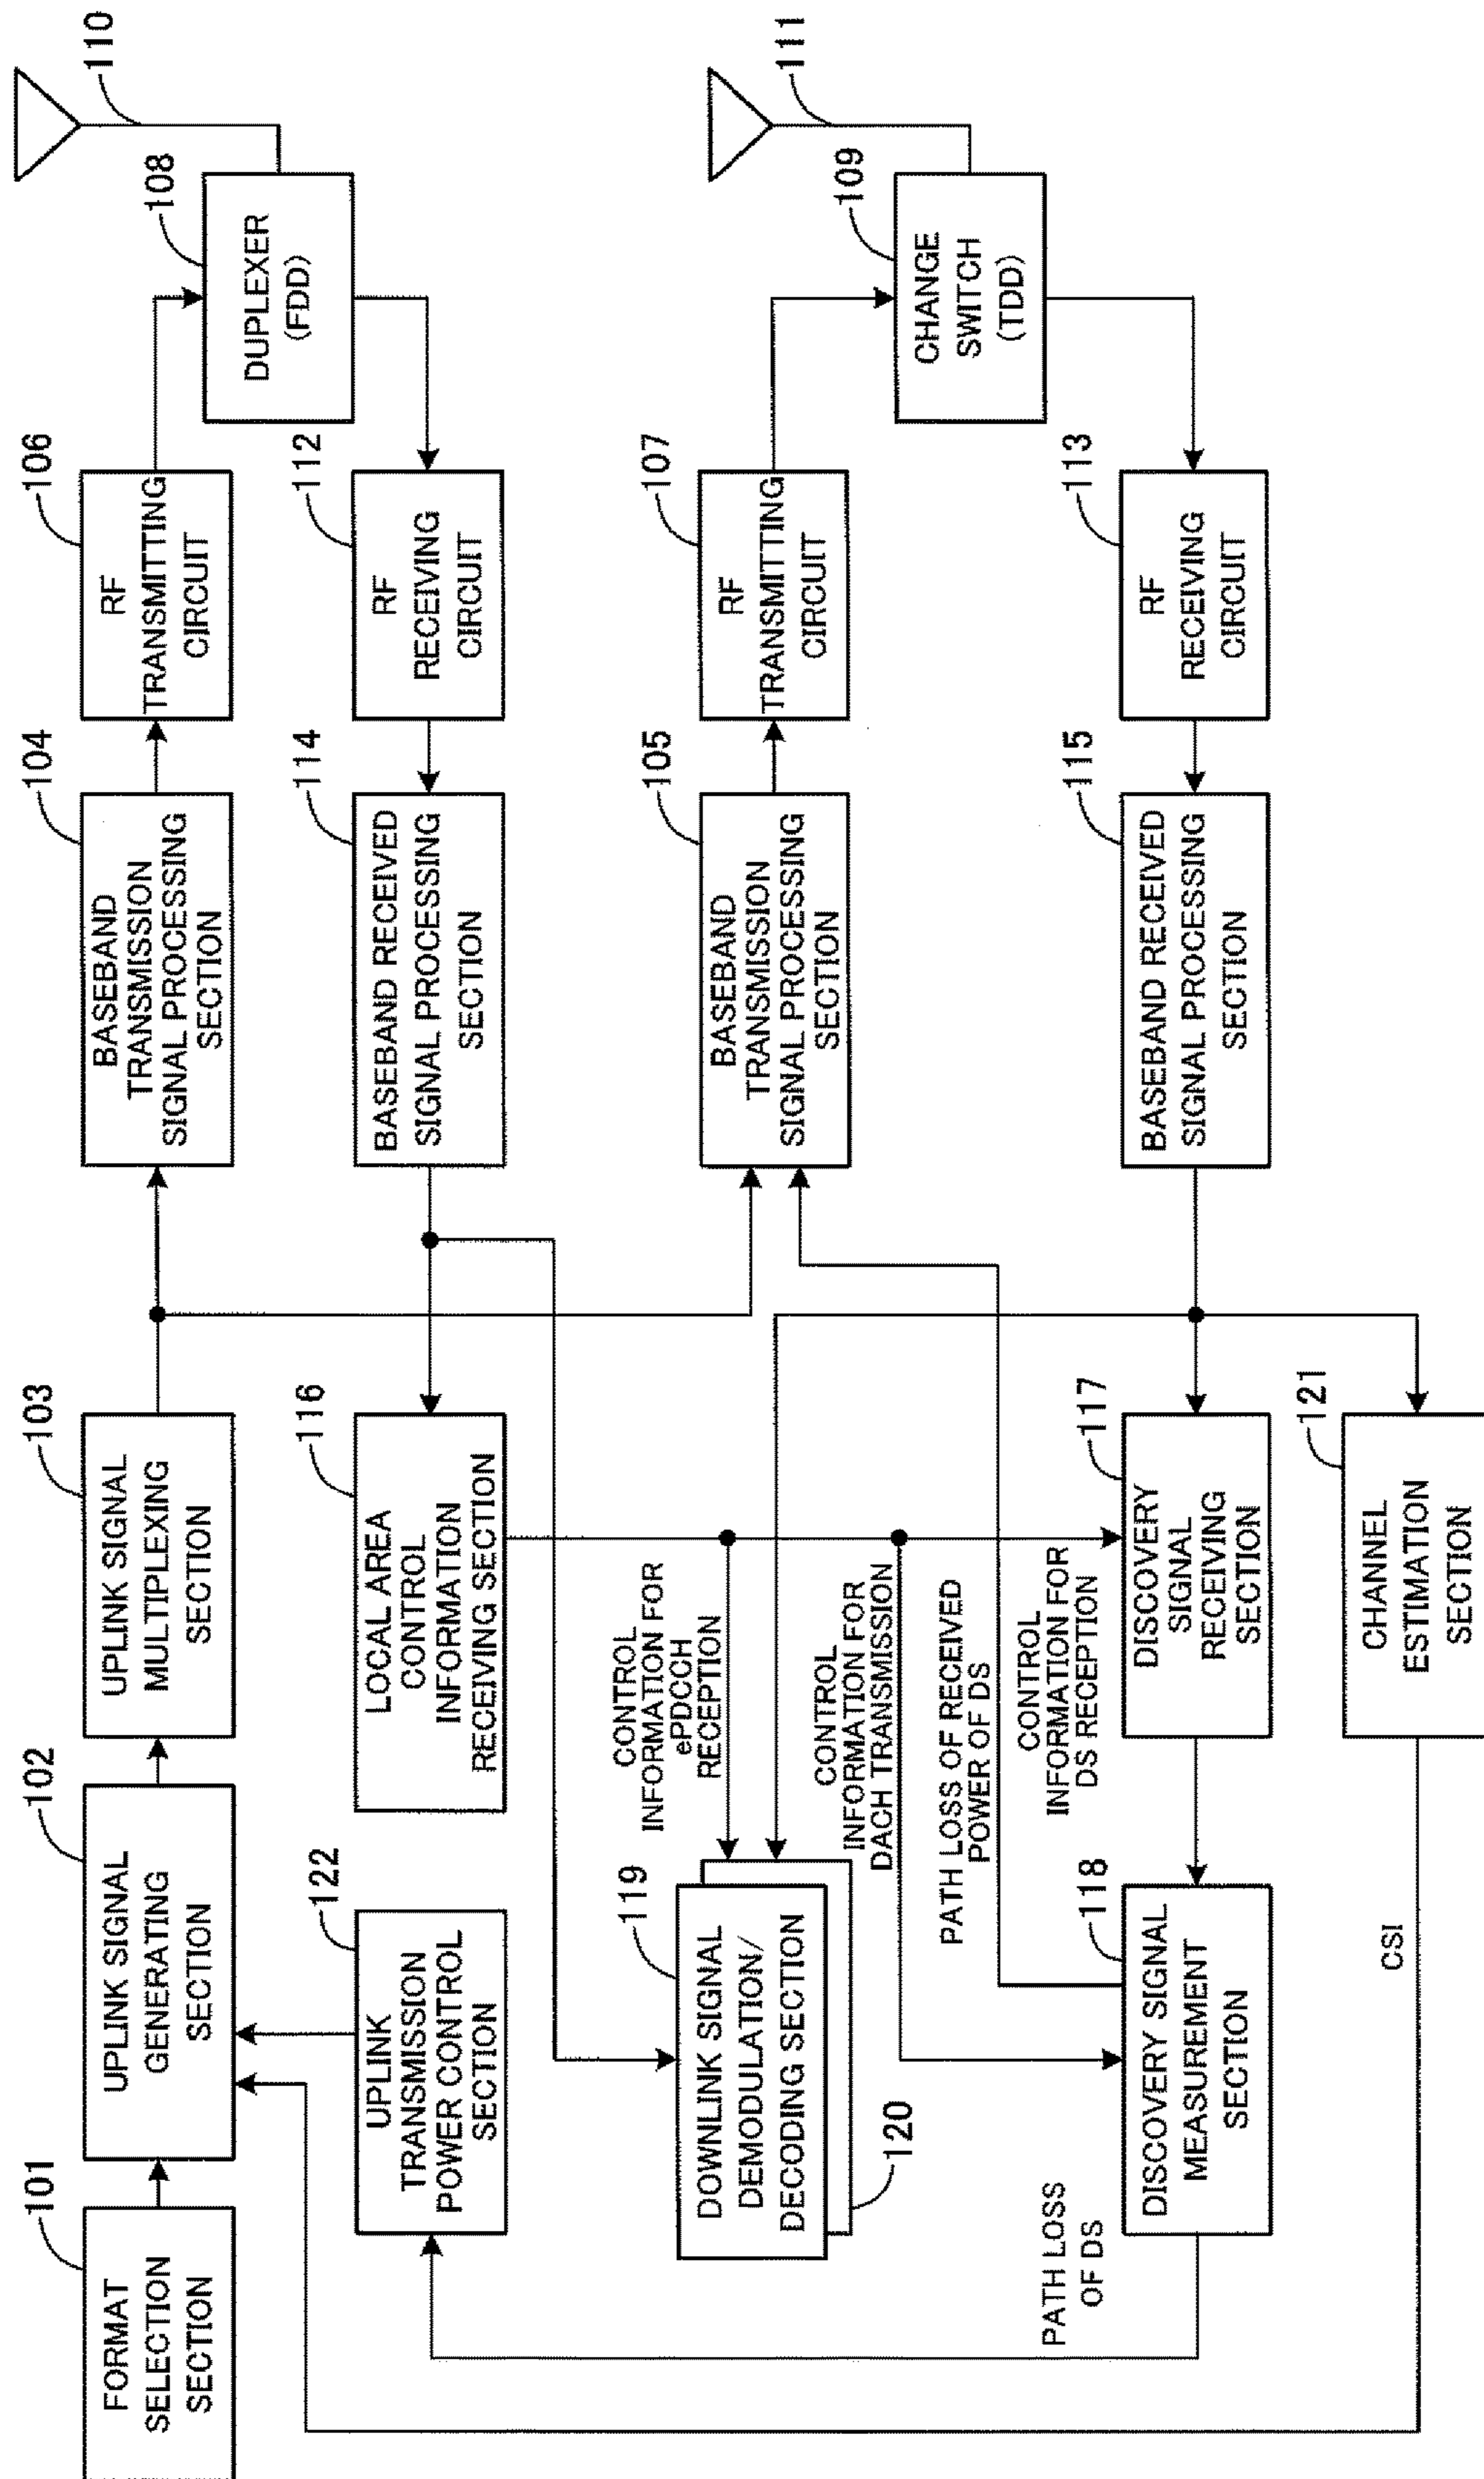 101
FORMAT
SELECTION
SECTION
102
UPLINK SIGNAL
GENERATING
SECTION
103
UPLINK SIGNAL
MULTIPLEXING
SECTION
104
BASEBAND
TRANSMISSION
SIGNAL PROCESSING
SECTION
106
RF
TRANSMITTING
CIRCUIT
108
DUPLEXER
(FDD)
110
122
UPLINK
TRANSMISSION
POWER CONTROL
SECTION
116
LOCAL AREA
CONTROL
INFORMATION
RECEIVING SECTION
114
BASEBAND RECEIVED
SIGNAL PROCESSING
SECTION
112
RF
RECEIVING
CIRCUIT
119
DOWNLINK SIGNAL
DEMODULATION/
DECODING SECTION
120
CONTROL
INFORMATION FOR
ePDCCH
RECEPTION
105
BASEBAND
TRANSMISSION
SIGNAL PROCESSING
SECTION
107
RF
TRANSMITTING
CIRCUIT
109
CHANGE
SWITCH
(TDD)
111
CONTROL
INFORMATION FOR
DACH TRANSMISSION
PATH LOSS OF RECEIVED
POWER OF DS
CONTROL
INFORMATION FOR
DS RECEPTION
PATH LOSS
OF DS
118
DISCOVERY SIGNAL
MEASUREMENT
SECTION
117
DISCOVERY
SIGNAL
RECEIVING
SECTION
115
BASEBAND RECEIVED
SIGNAL PROCESSING
SECTION
113
RF
RECEIVING
CIRCUIT
CSI
121
CHANNEL
ESTIMATION
SECTION